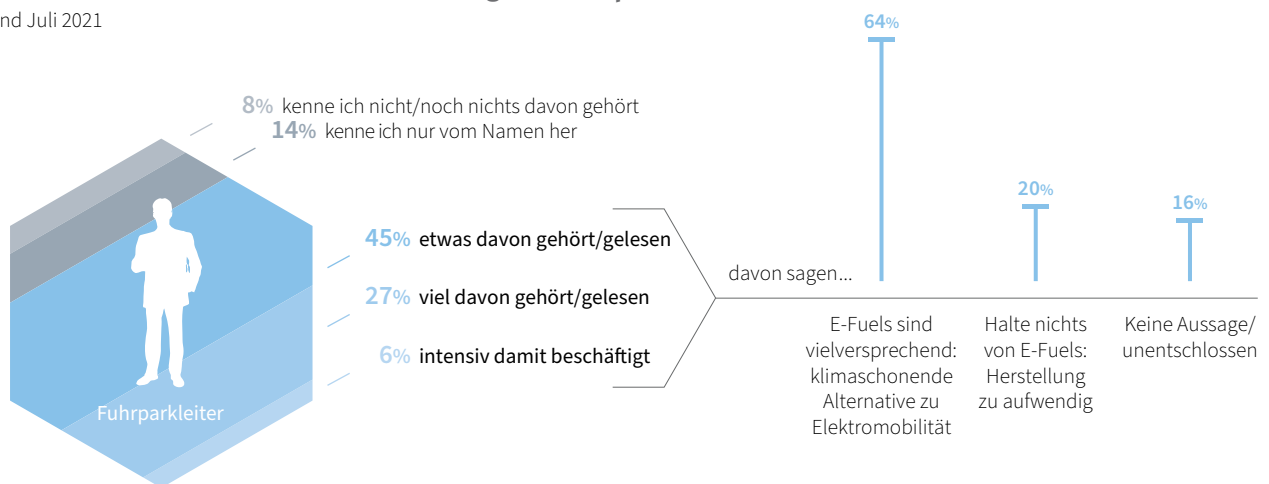 Juli 2021
8% kenne ich nicht/noch nichts davon gehört
14% kenne ich nur vom Namen her
45% etwas davon gehört/gelesen
27% viel davon gehört/gelesen
6% intensiv damit beschäftigt
Fuhrparkleiter
davon sagen...
64%
E-Fuels sind
vielversprechend:
klimaschonende
Alternative zu
Elektromobilität
20%
Halte nichts
von E-Fuels:
Herstellung
zu aufwendig
16%
Keine Aussage/
unentschlossen